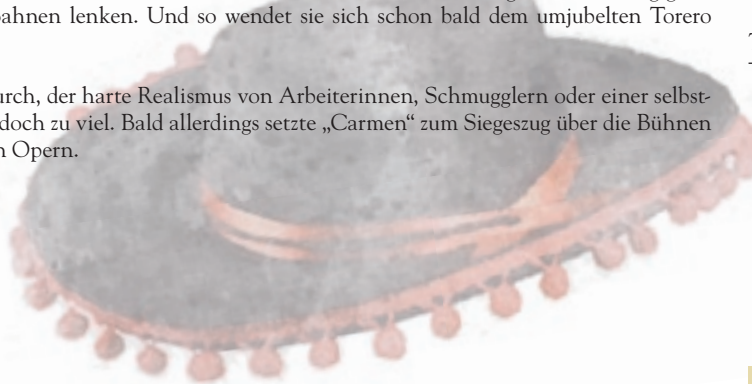 ahnen lenken. Und so wendet sie sich schon bald dem umjubelten Torero
urch, der harte Realismus von Arbeiterinnen, Schmugglern oder einer selbst-
doch zu viel. Bald allerdings setzte „Carmen“ zum Siegeszug über die Bühnen
n Opern.